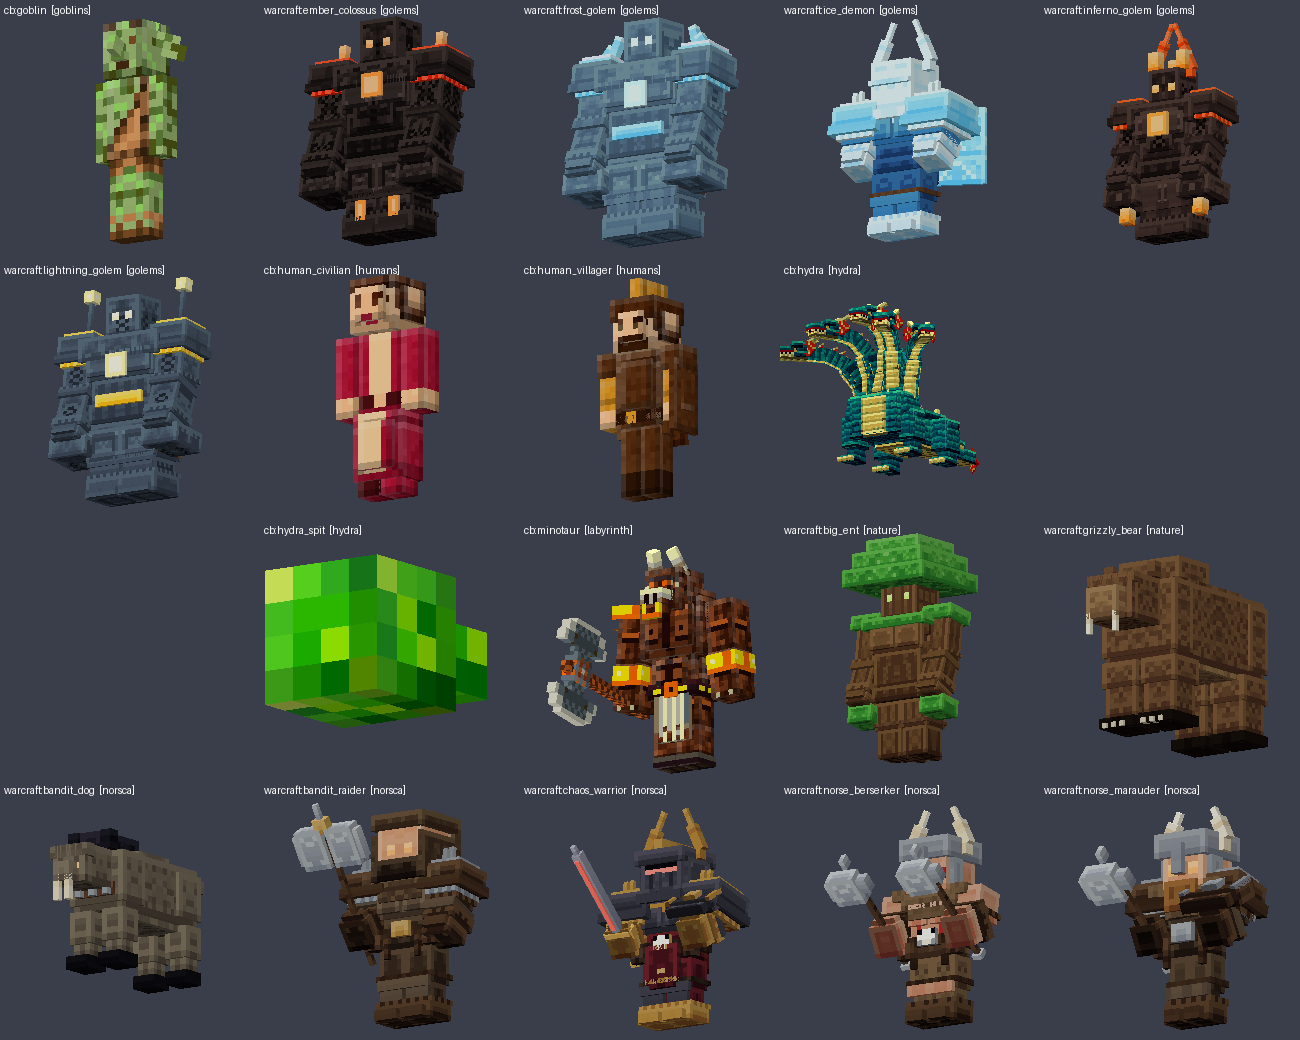 cb:goblin [goblins]
warcraft:ember_colossus [golems]
warcraft:frost_golem [golems]
warcraft:ice_demon [golems]
warcraft:inferno_golem [golems]
warcraft:lightning_golem [golems]
cb:human_civilian [humans]
cb:human_villager [humans]
cb:hydra [hydra]
cb:hydra_spit [hydra]
cb:minotaur [labyrinth]
warcraft:big_ent [nature]
warcraft:grizzly_bear [nature]
warcraft:bandit_dog [norsca]
warcraft:bandit_raider [norsca]
warcraft:chaos_warrior [norsca]
warcraft:norse_berserker [norsca]
warcraft:norse_marauder [norsca]